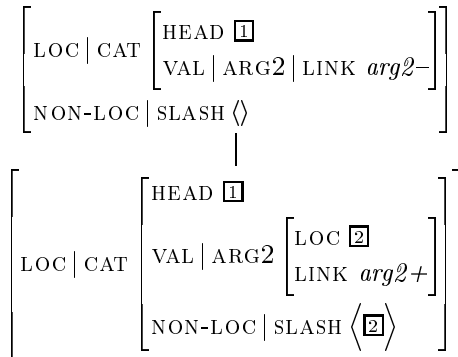 HEAD 1
LOC | CAT
VAL | ARG2 | LINK arg2–
NON-LOC | SLASH ⟨⟩
HEAD 1
LOC 2
VAL | ARG2
LOC | CAT
LINK arg2+
NON-LOC | SLASH ⟨2⟩